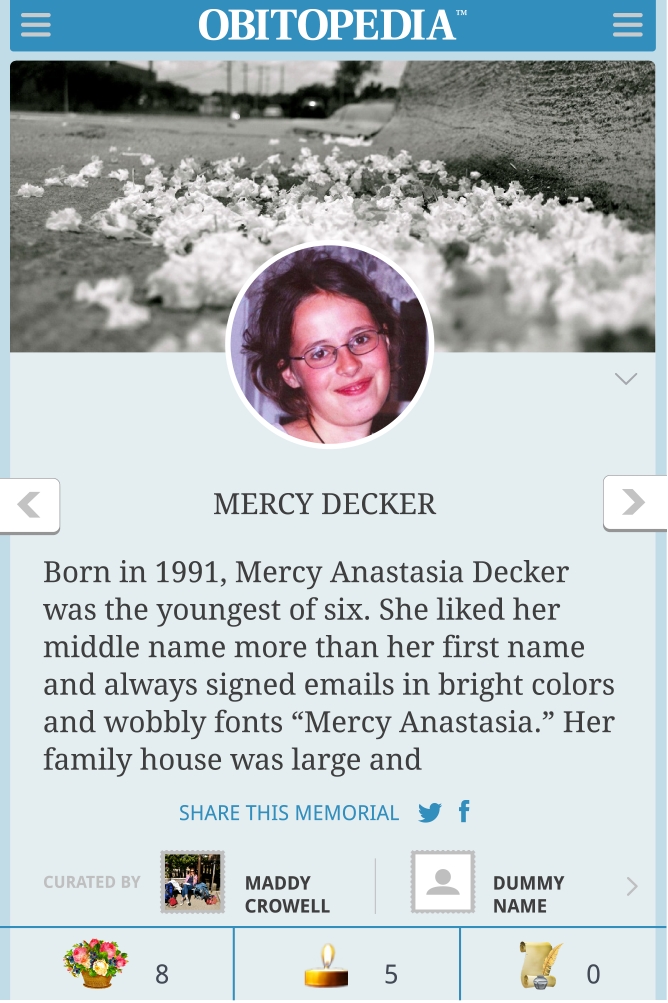 OBITOPEDIA™
MERCY DECKER
Born in 1991, Mercy Anastasia Decker
was the youngest of six. She liked her
middle name more than her first name
and always signed emails in bright colors
and wobbly fonts “Mercy Anastasia.” Her
family house was large and
SHARE THIS MEMORIAL
CURATED BY
MADDY
CROWELL
DUMMY
NAME
8
5
0